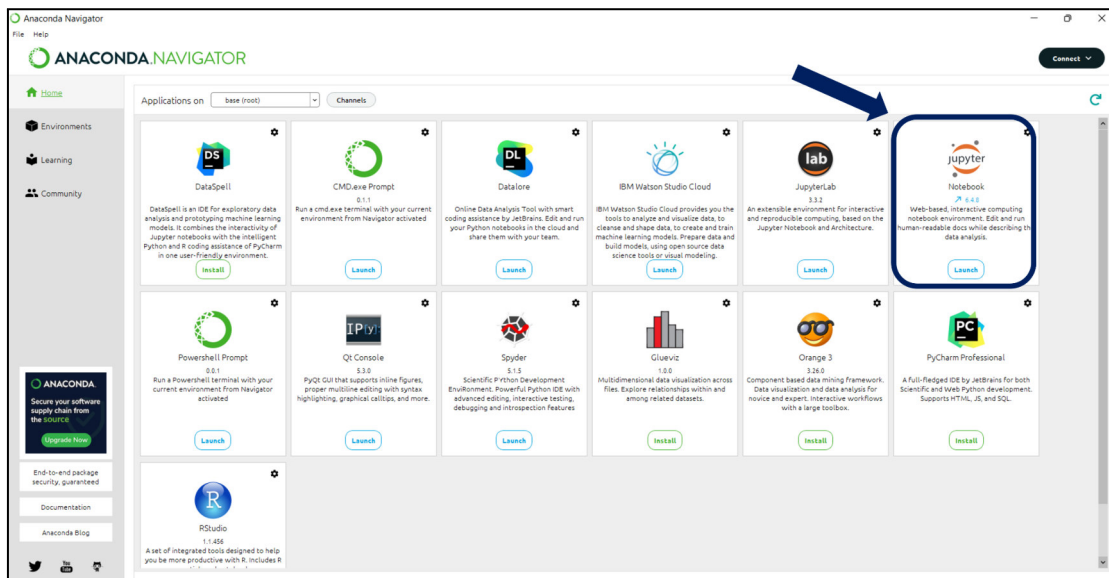 Anaconda Navigator
File Help
ANACONDA.NAVIGATOR
Connect
Home
Environments
Learning
Community
Applications on base (root) Channels
DS
DataSpell
DataSpell is an IDE for exploratory data
analysis and prototyping machine learning
models. It combines the interactivity of
Jupyter notebooks with the intelligent
Python and R coding assistance of PyCharm
in one user-friendly environment.
Install
CMD.exe Prompt
0.1.1
Run a cmd.exe terminal with your current
environment from Navigator activated
Launch
DL
Datalore
Online Data Analysis Tool with smart
coding assistance by JetBrains. Edit and run
your Python notebooks in the cloud and
share them with your team.
Launch
IBM Watson Studio Cloud
IBM Watson Studio Cloud provides you the
tools to analyze and visualize data, to
cleanse and shape data, to create and train
machine learning models. Prepare data and
build models, using open source data
science tools or visual modeling.
Launch
lab
JupyterLab
3.3.2
An extensible environment for interactive
and reproducible computing, based on the
Jupyter Notebook and Architecture.
Launch
jupyter
Notebook
6.4.8
Web-based, interactive computing
notebook environment. Edit and run
human-readable docs while describing the
data analysis.
Launch
Powershell Prompt
0.0.1
Run a Powershell terminal with your
current environment from Navigator
activated
Launch
IP[y]:
Qt Console
5.3.0
PyQt GUI that supports inline figures,
proper multiline editing with syntax
highlighting, graphical calltips, and more.
Launch
Spyder
5.1.5
Scientific PYthon Development
EnviRonment. Powerful Python IDE with
advanced editing, interactive testing,
debugging and introspection features
Launch
Glueviz
1.0.0
Multidimensional data visualization across
files. Explore relationships within and
among related datasets.
Install
Orange 3
3.26.0
Component based data mining framework.
Data visualization and data analysis for
novice and expert. Interactive workflows
with a large toolbox.
Install
PC
PyCharm Professional
A full-fledged IDE by JetBrains for both
Scientific and Web Python development.
Supports HTML, JS, and SQL.
Install
R
RStudio
1.1.456
A set of integrated tools designed to help
you be more productive with R. Includes R
ANACONDA.
Secure your software
supply chain from
the source
Upgrade Now
End-to-end package
security, guaranteed
Documentation
Anaconda Blog
You
Tube